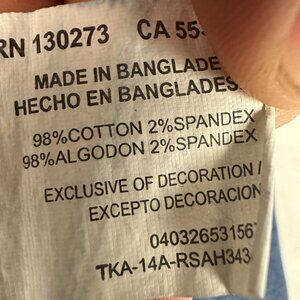 RN 130273 CA 55
MADE IN BANGLADE
HECHO EN BANGLADES
98%COTTON 2%SPANDEX
98%ALGODON 2%SPANDEX
EXCLUSIVE OF DECORATION /
EXCEPTO DECORACION
04032653156
TKA-14A-RSAH343